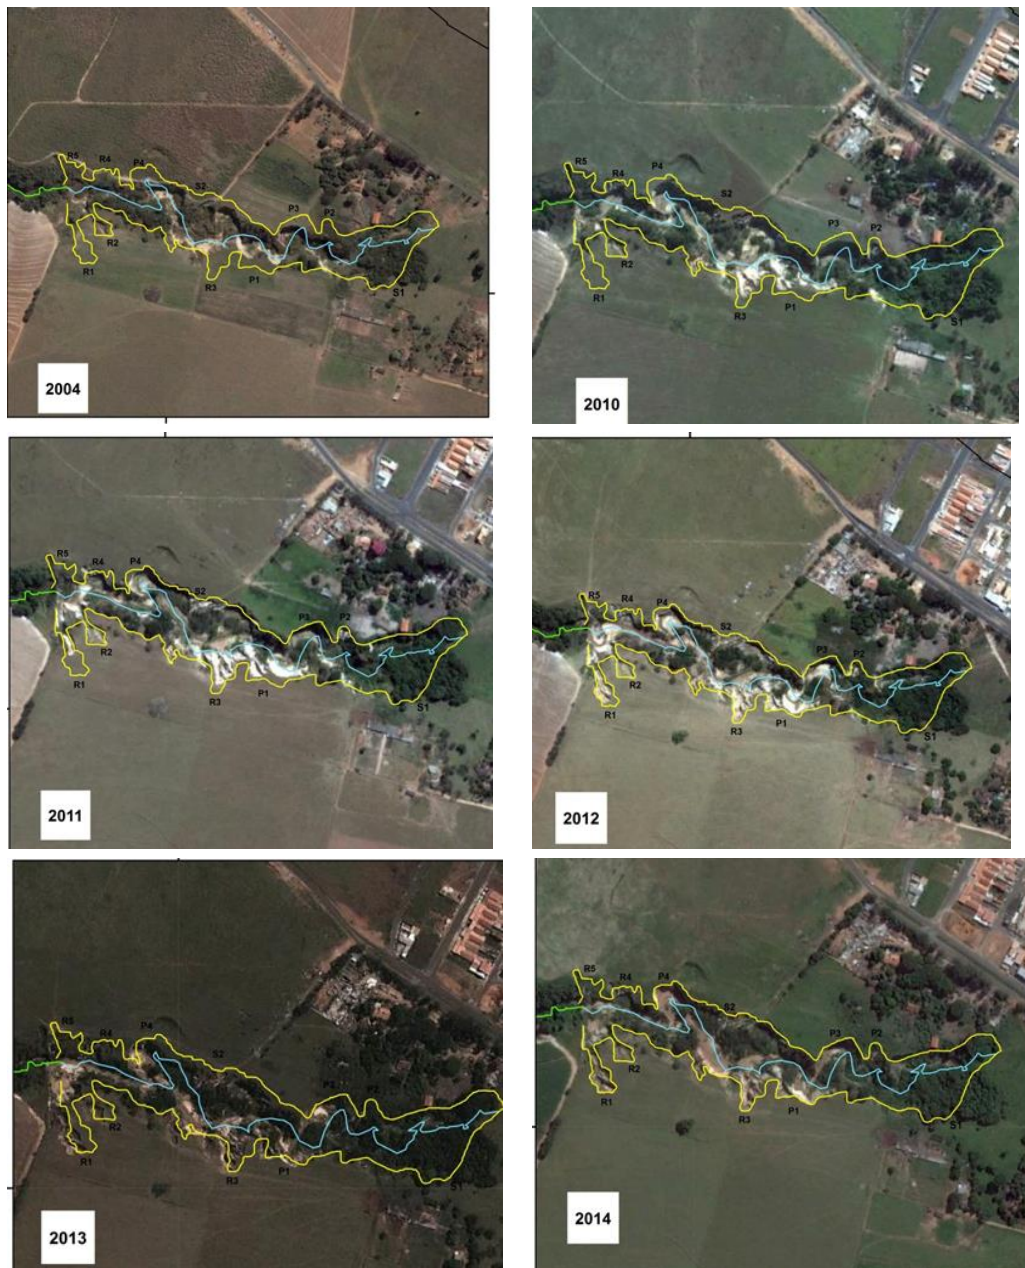 R5 R4 P4
S2
P3 P2
R2
R1 R3 P1
S1
2004
R5 R4 P4
S2
P3 P2
R2
R1 R3 P1
S1
2010
R5 R4 P4
S2
P3 P2
R2
R1 R3 P1
S1
2011
R5 R4 P4
S2
P3 P2
R2
R1 R3 P1
S1
2012
R5 R4 P4
S2
P3 P2
R2
R1 R3 P1
S1
2013
R5 R4 P4
S2
P3 P2
R2
R1 R3 P1
S1
2014